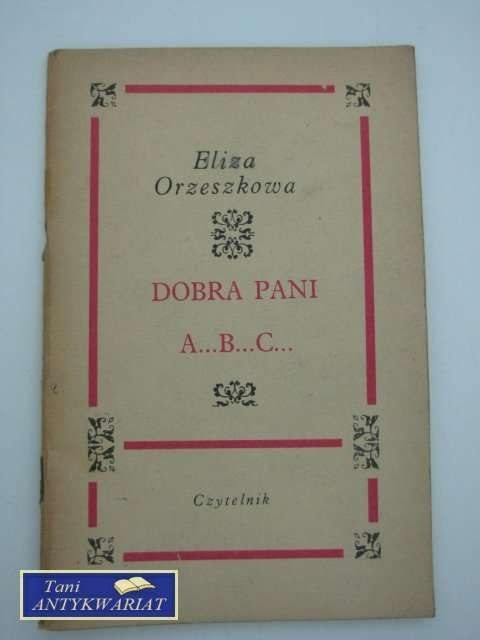 Eliza
Orzeszkowa
DOBRA PANI
A...B...C...
Czytelnik
Tani
ANTYKWARIAT